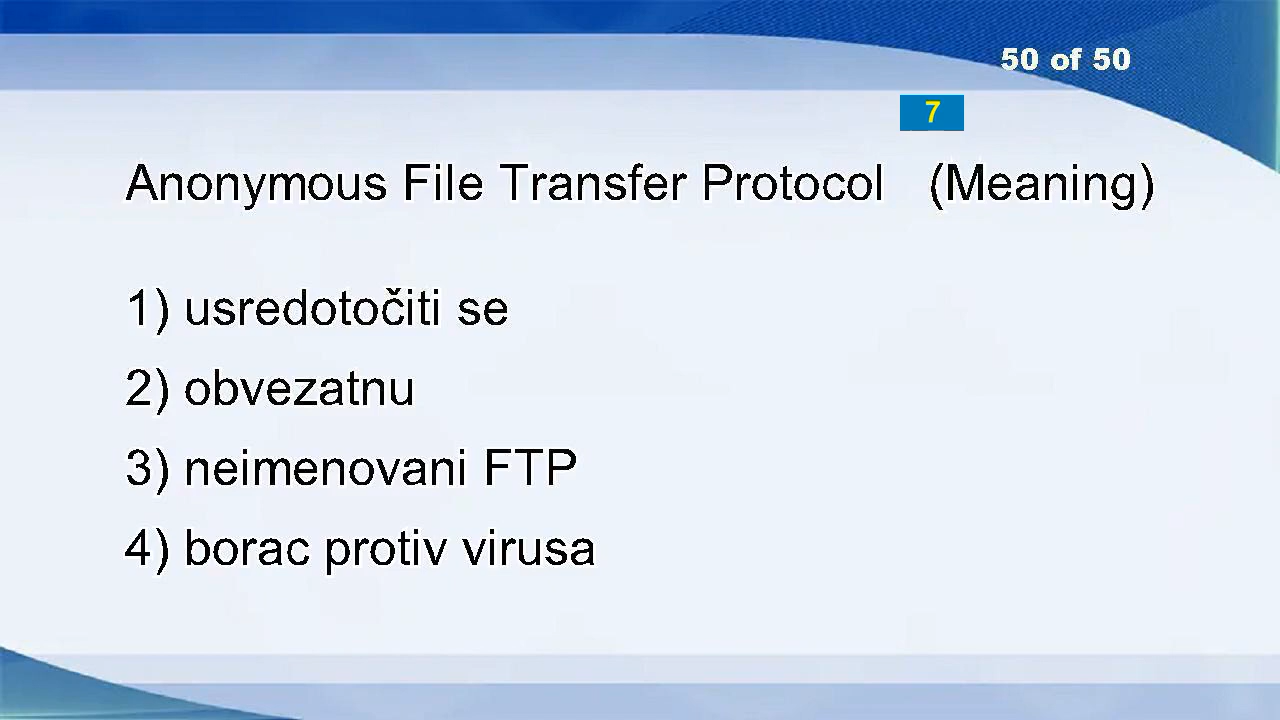 50 of 50
7
Anonymous File Transfer Protocol (Meaning)
1) usredotočiti se
2) obvezatnu
3) neimenovani FTP
4) borac protiv virusa